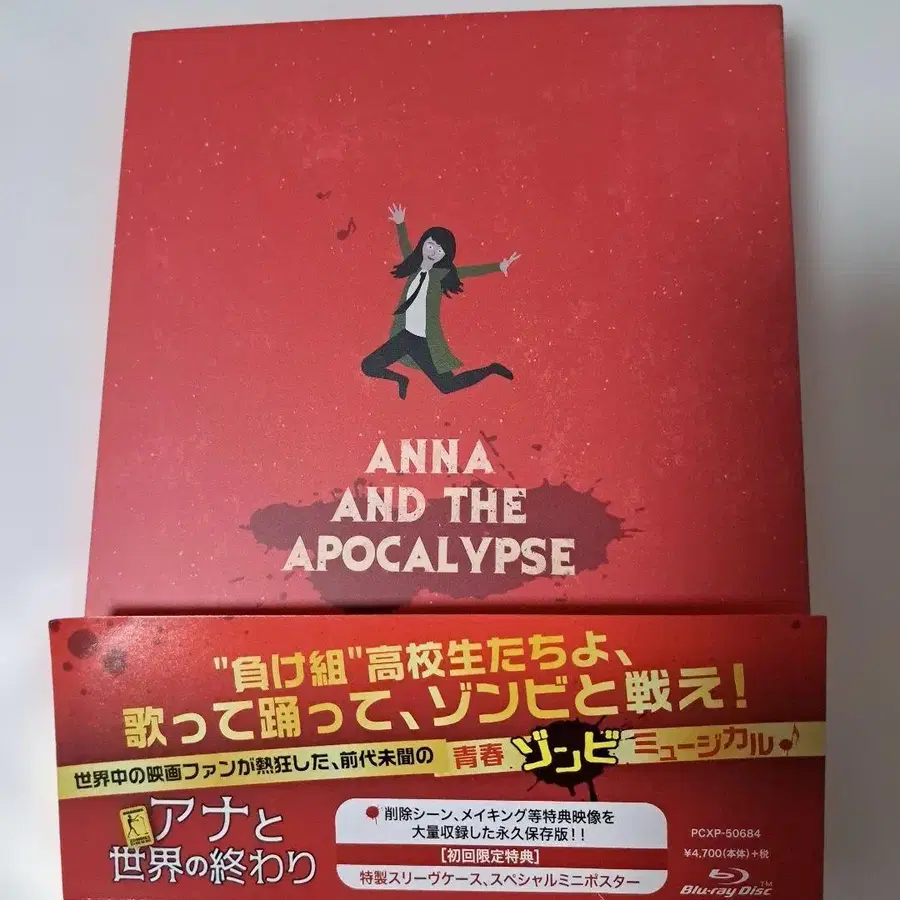 ANNA
AND THE
APOCALYPSE
"負け組"高校生たちよ、
歌って踊って、ゾンビと戦え!
世界中の映画ファンが熱狂した、前代未聞の 青春 ゾンビ ミュージカル♪
アナと
世界の終わり
削除シーン、メイキング等特典映像を
大量収録した永久保存版!!
[初回限定特典]
特製スリーヴケース、スペシャルミニポスター
PCXP-50684
¥4,700(本体)+税
Blu-ray Disc™